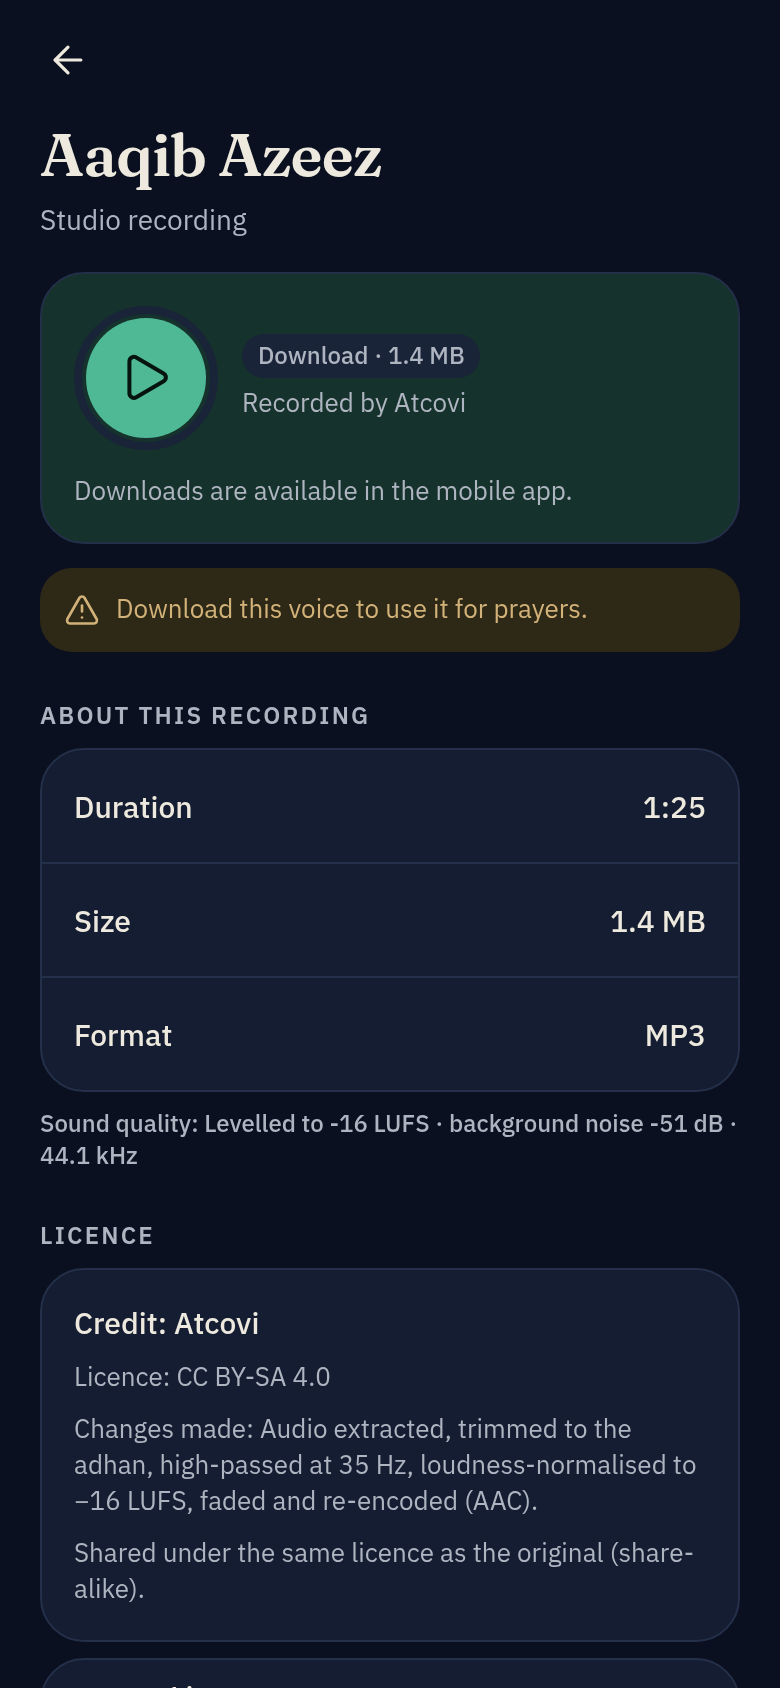 Aaqib Azeez
Studio recording
Download · 1.4 MB
Recorded by Atcovi
Downloads are available in the mobile app.
Download this voice to use it for prayers.
ABOUT THIS RECORDING
Duration 1:25
Size 1.4 MB
Format MP3
Sound quality: Levelled to -16 LUFS · background noise -51 dB ·
44.1 kHz
LICENCE
Credit: Atcovi
Licence: CC BY-SA 4.0
Changes made: Audio extracted, trimmed to the
adhan, high-passed at 35 Hz, loudness-normalised to
−16 LUFS, faded and re-encoded (AAC).
Shared under the same licence as the original (share-
alike).